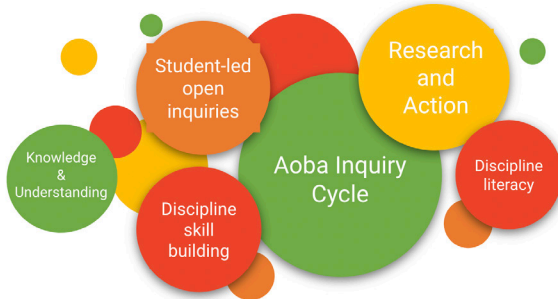 Student-led
open
inquiries
Research
and
Action
Knowledge
&
Understanding
Aoba Inquiry
Cycle
Discipline
literacy
Discipline
skill
building